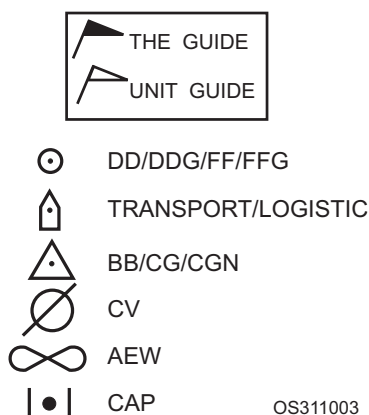 THE GUIDE
UNIT GUIDE
DD/DDG/FF/FFG
TRANSPORT/LOGISTIC
BB/CG/CGN
CV
AEW
CAP
OS311003